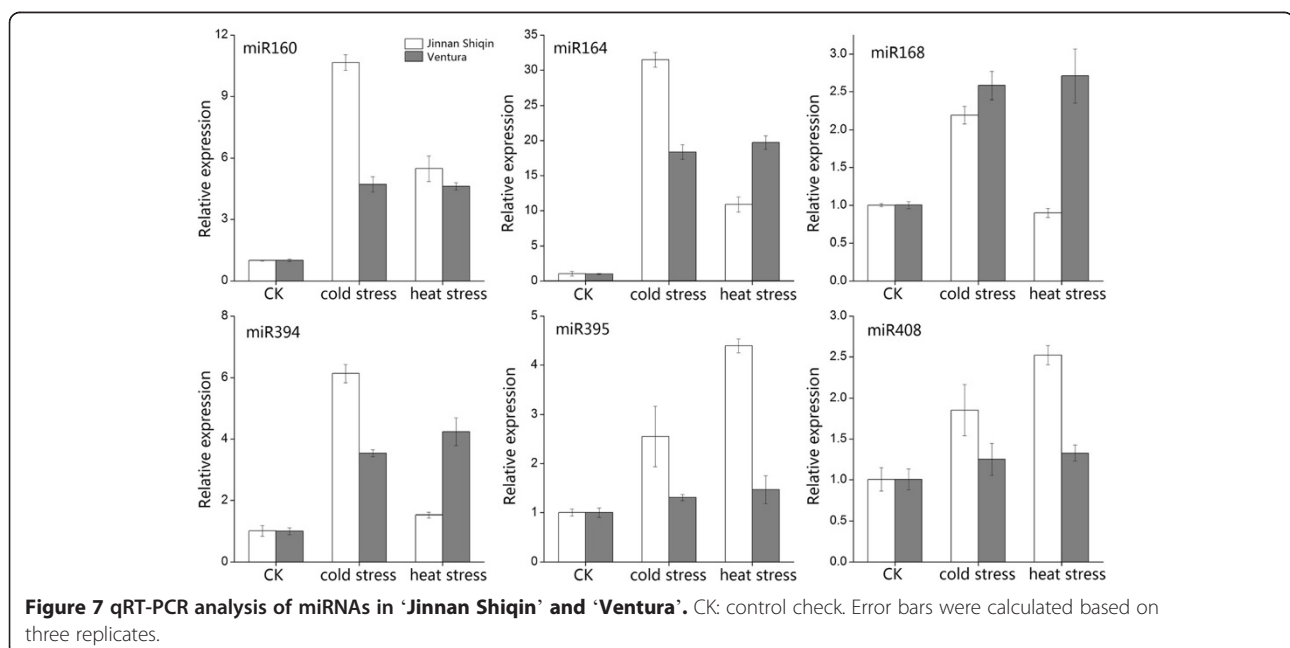 miR160
Jinnan Shiqin
Ventura
Relative expression
12
9
6
3
0
CK cold stress heat stress
miR164
Relative expression
35
30
25
20
15
10
5
0
CK cold stress heat stress
miR168
Relative expression
3.0
2.5
2.0
1.5
1.0
0.5
0.0
CK cold stress heat stress
miR394
Relative expression
8
6
4
2
0
CK cold stress heat stress
miR395
Relative expression
5
4
3
2
1
0
CK cold stress heat stress
miR408
Relative expression
3.0
2.5
2.0
1.5
1.0
0.5
0.0
CK cold stress heat stress
Figure 7 qRT-PCR analysis of miRNAs in ‘Jinnan Shiqin’ and ‘Ventura’. CK: control check. Error bars were calculated based on
three replicates.